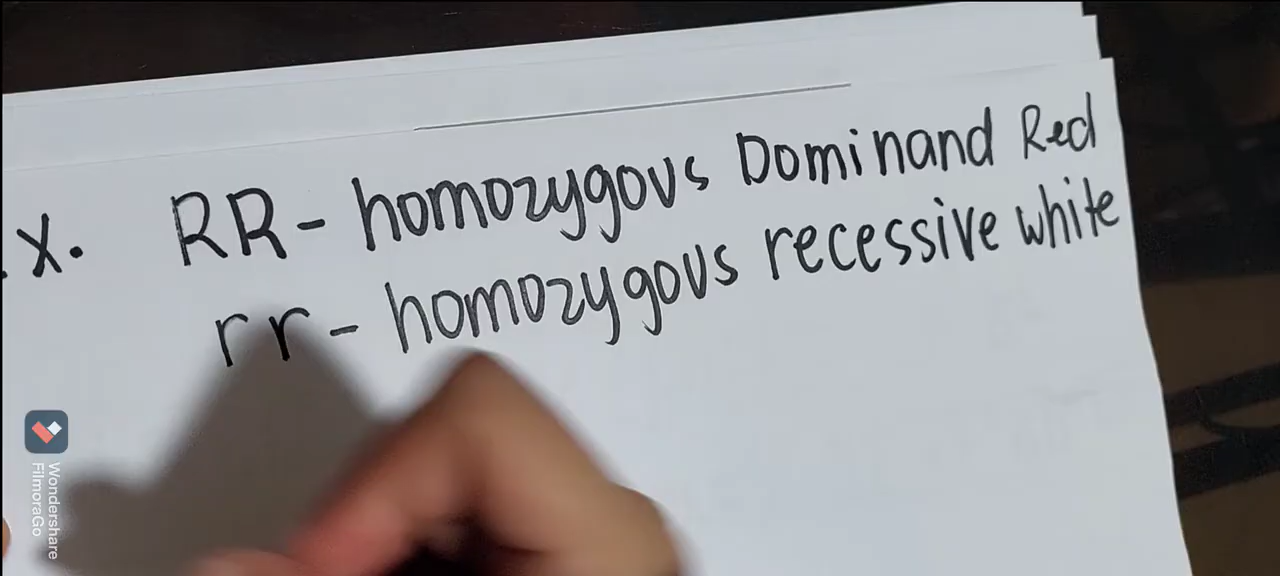 .X. RR- homozygous Dominand Red
rr- homozygous recessive white
Wondershare
FilmoraGo